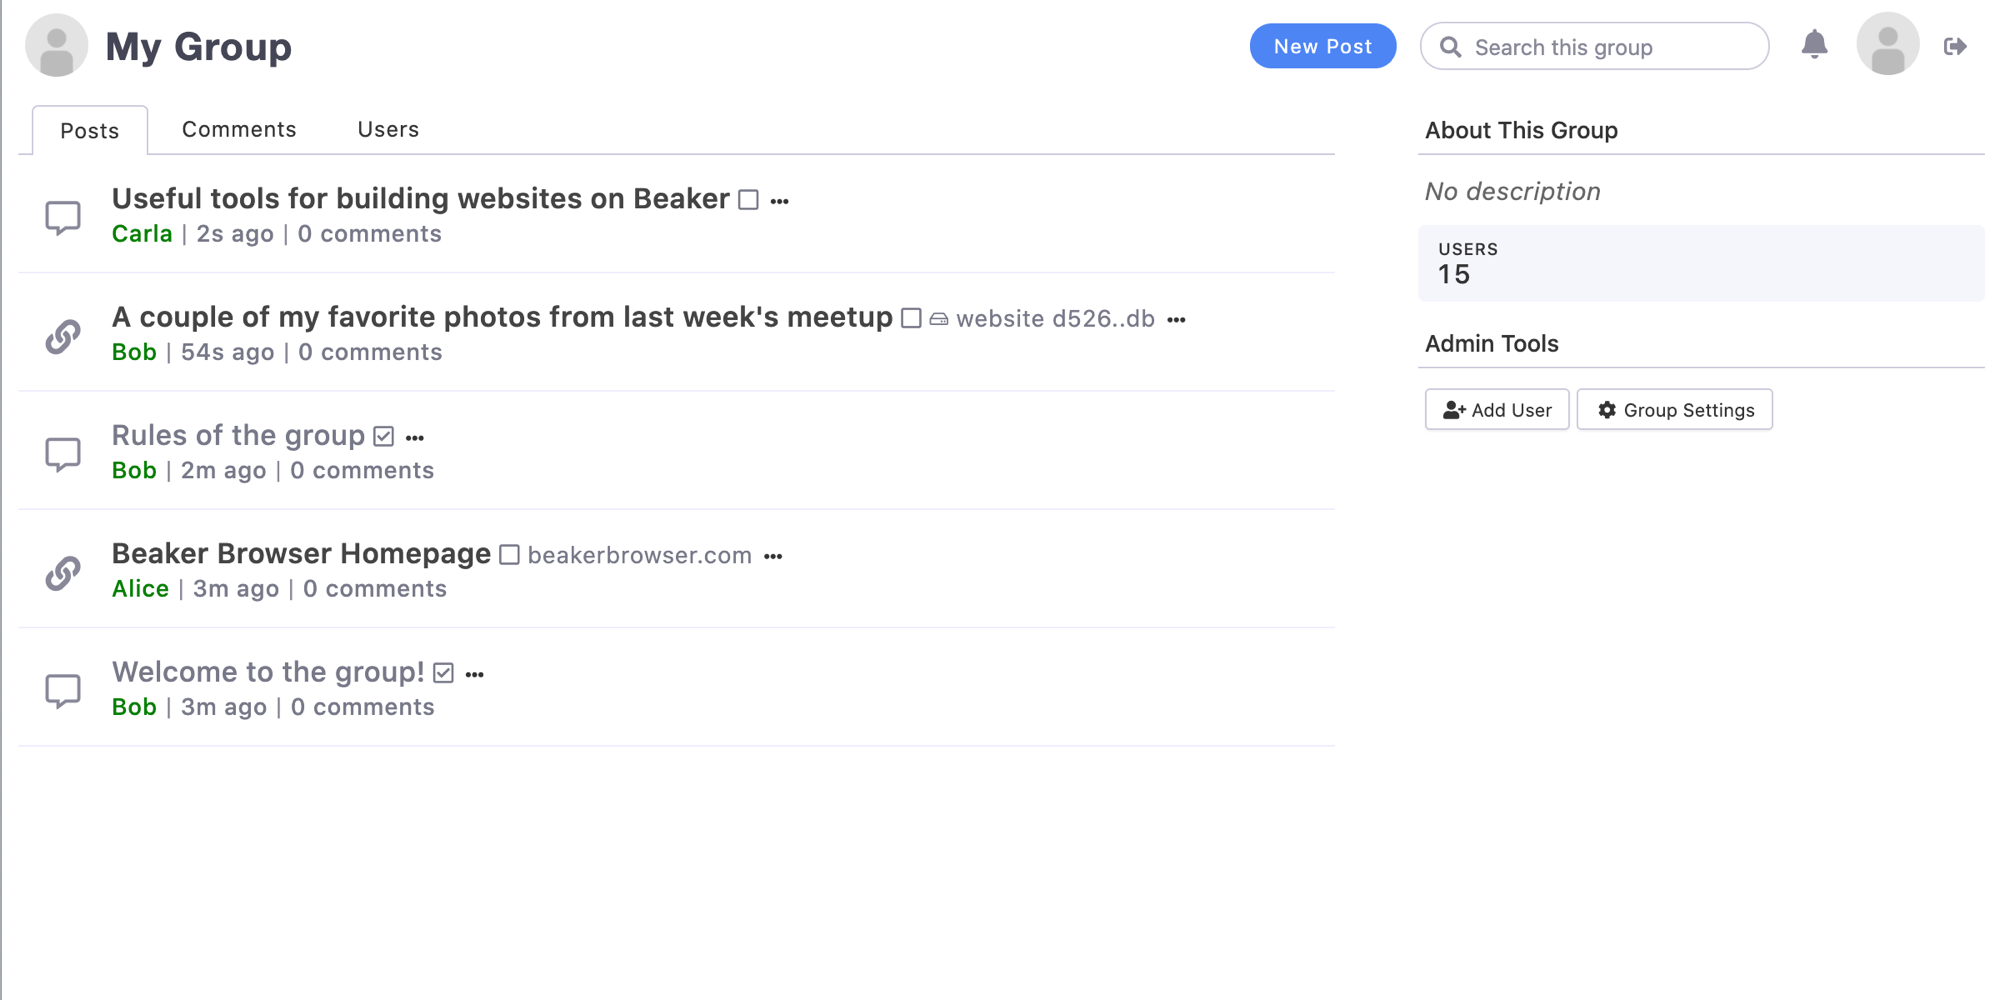 My Group
New Post
Search this group
Posts
Comments
Users
Useful tools for building websites on Beaker
Carla | 2s ago | 0 comments
A couple of my favorite photos from last week's meetup website d526..db
Bob | 54s ago | 0 comments
Rules of the group
Bob | 2m ago | 0 comments
Beaker Browser Homepage beakerbrowser.com
Alice | 3m ago | 0 comments
Welcome to the group!
Bob | 3m ago | 0 comments
About This Group
No description
USERS
15
Admin Tools
Add User
Group Settings